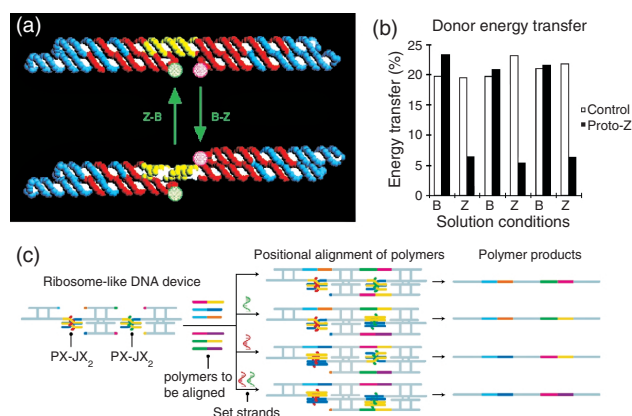 (a)
Z-B
B-Z
(b)
Donor energy transfer
Energy transfer (%)
25
20
15
10
5
0
Control
Proto-Z
B Z B Z B Z
Solution conditions
(c)
Ribosome-like DNA device
PX-JX2
PX-JX2
polymers to
be aligned
Set strands
Positional alignment of polymers
Polymer products